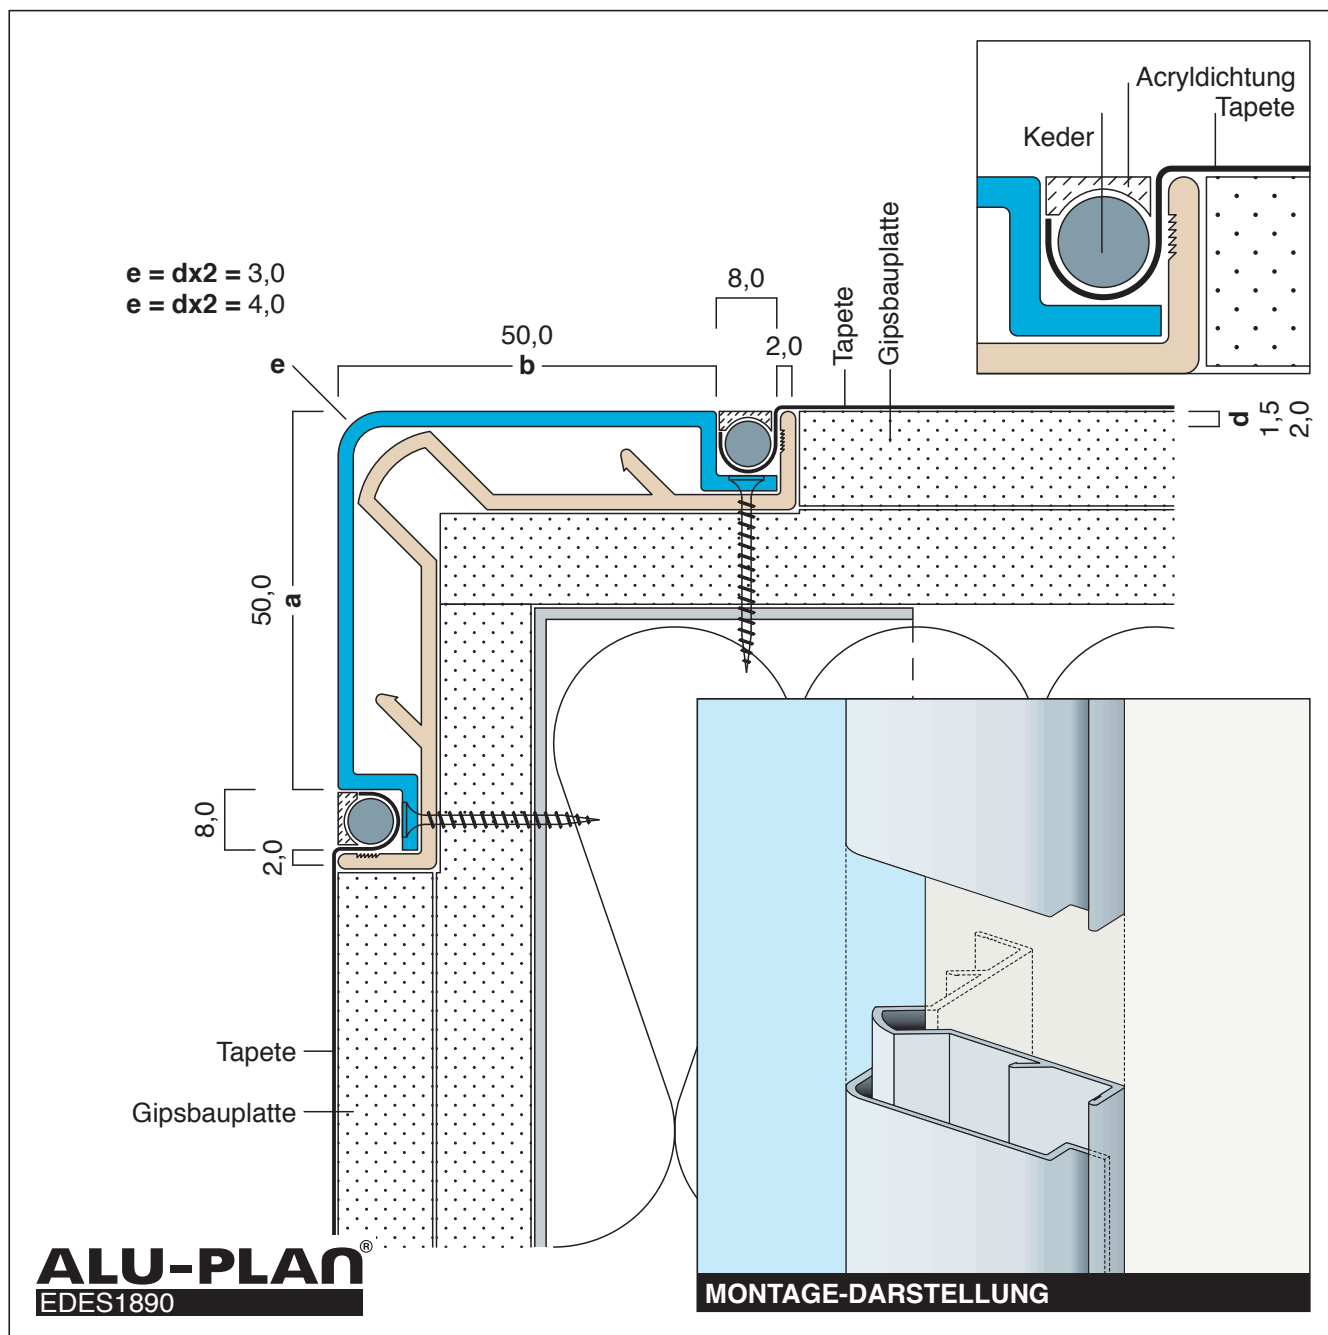 Acryldichtung
Tapete
Keder
e = dx2 = 3,0
e = dx2 = 4,0
8,0
50,0
b
2,0
Tapete
Gipsbauplatte
e
d
1,5
2,0
50,0
a
8,0
2,0
Tapete
Gipsbauplatte
ALU-PLAN®
EDES1890
MONTAGE-DARSTELLUNG